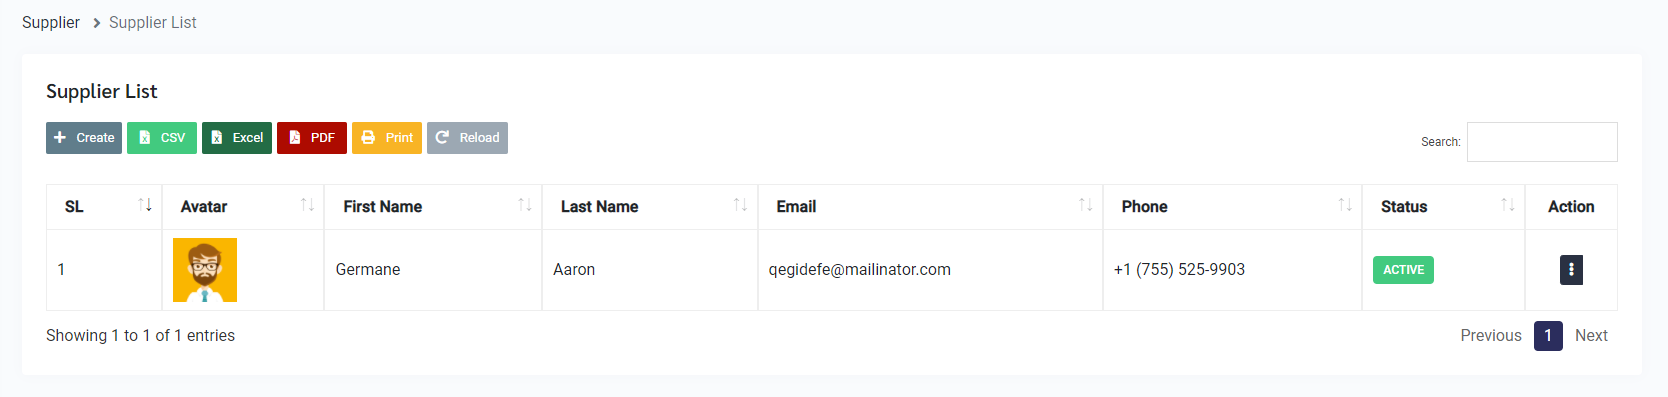 Supplier > Supplier List
Supplier List
Create CSV Excel PDF Print Reload
Search:
SL Avatar First Name Last Name Email Phone Status Action
1 Germane Aaron qegidefe@mailinator.com +1 (755) 525-9903 ACTIVE
Showing 1 to 1 of 1 entries
Previous 1 Next